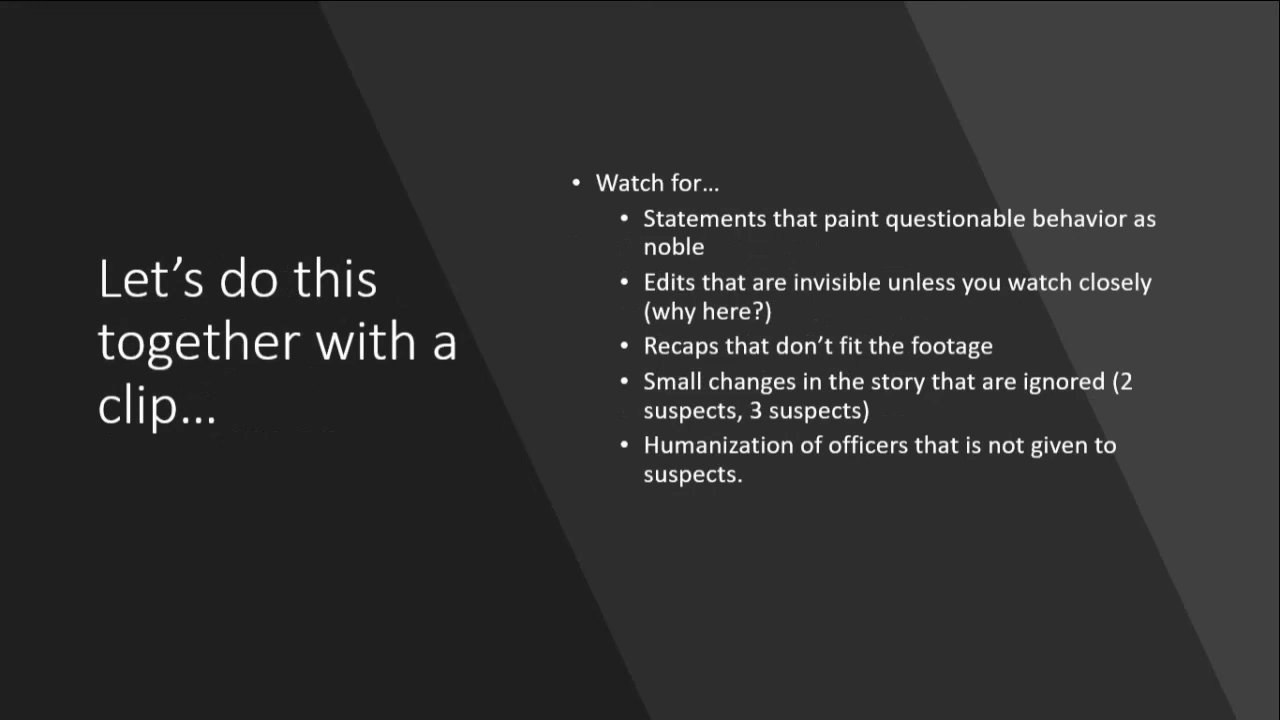 Let’s do this
together with a
clip...
• Watch for...
• Statements that paint questionable behavior as
noble
• Edits that are invisible unless you watch closely
(why here?)
• Recaps that don’t fit the footage
• Small changes in the story that are ignored (2
suspects, 3 suspects)
• Humanization of officers that is not given to
suspects.